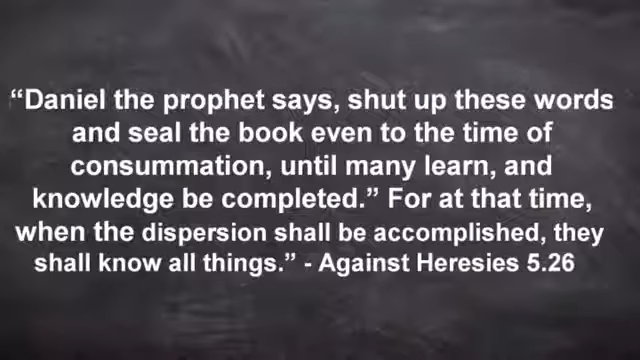 “Daniel the prophet says, shut up these words
and seal the book even to the time of
consummation, until many learn, and
knowledge be completed.” For at that time,
when the dispersion shall be accomplished, they
shall know all things.” - Against Heresies 5.26